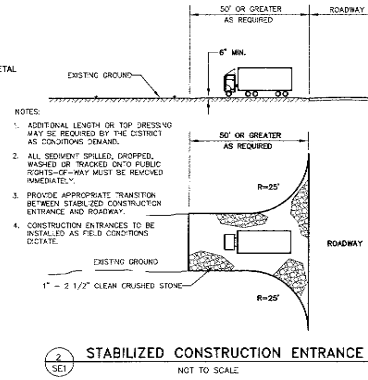 50' OR GREATER
AS REQUIRED
ROADWAY
ETAL
6" MIN.
EXISTING GROUND
NOTES:
1. ADDITIONAL LENGTH OR TOP DRESSING
MAY BE REQUIRED BY THE DISTRICT
AS CONDITIONS DEMAND.
2. ALL SEDIMENT SPILLED, DROPPED,
WASHED OR TRACKED ONTO PUBLIC
RIGHTS-OF-WAY MUST BE REMOVED
IMMEDIATELY.
3. PROVIDE APPROPRIATE TRANSITION
BETWEEN STABILIZED CONSTRUCTION
ENTRANCE AND ROADWAY.
4. CONSTRUCTION ENTRANCES TO BE
INSTALLED AS FIELD CONDITIONS
DICTATE.
50' OR GREATER
AS REQUIRED
R=25'
ROADWAY
EXISTING GROUND
1" - 2 1/2" CLEAN CRUSHED STONE
R=25'
2
SE1
STABILIZED CONSTRUCTION ENTRANCE
NOT TO SCALE